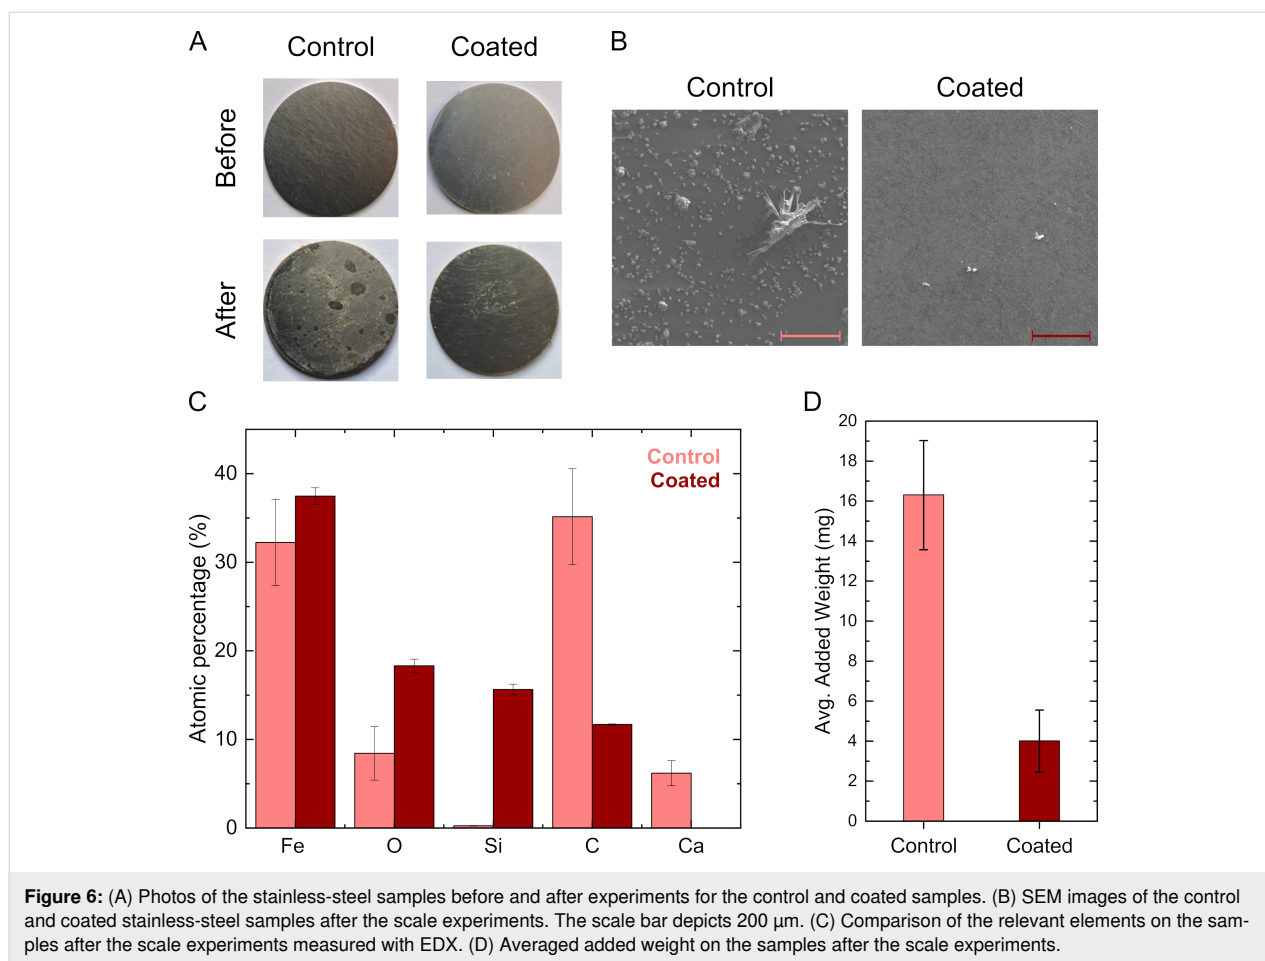 A
Control
Coated
Before
After
B
Control
Coated
C
Atomic percentage (%)
40
30
20
10
0
Control
Coated
Fe
O
Si
C
Ca
D
Avg. Added Weight (mg)
20
18
16
14
12
10
8
6
4
2
0
Control
Coated
Figure 6: (A) Photos of the stainless-steel samples before and after experiments for the control and coated samples. (B) SEM images of the control
and coated stainless-steel samples after the scale experiments. The scale bar depicts 200 µm. (C) Comparison of the relevant elements on the sam-
ples after the scale experiments measured with EDX. (D) Averaged added weight on the samples after the scale experiments.